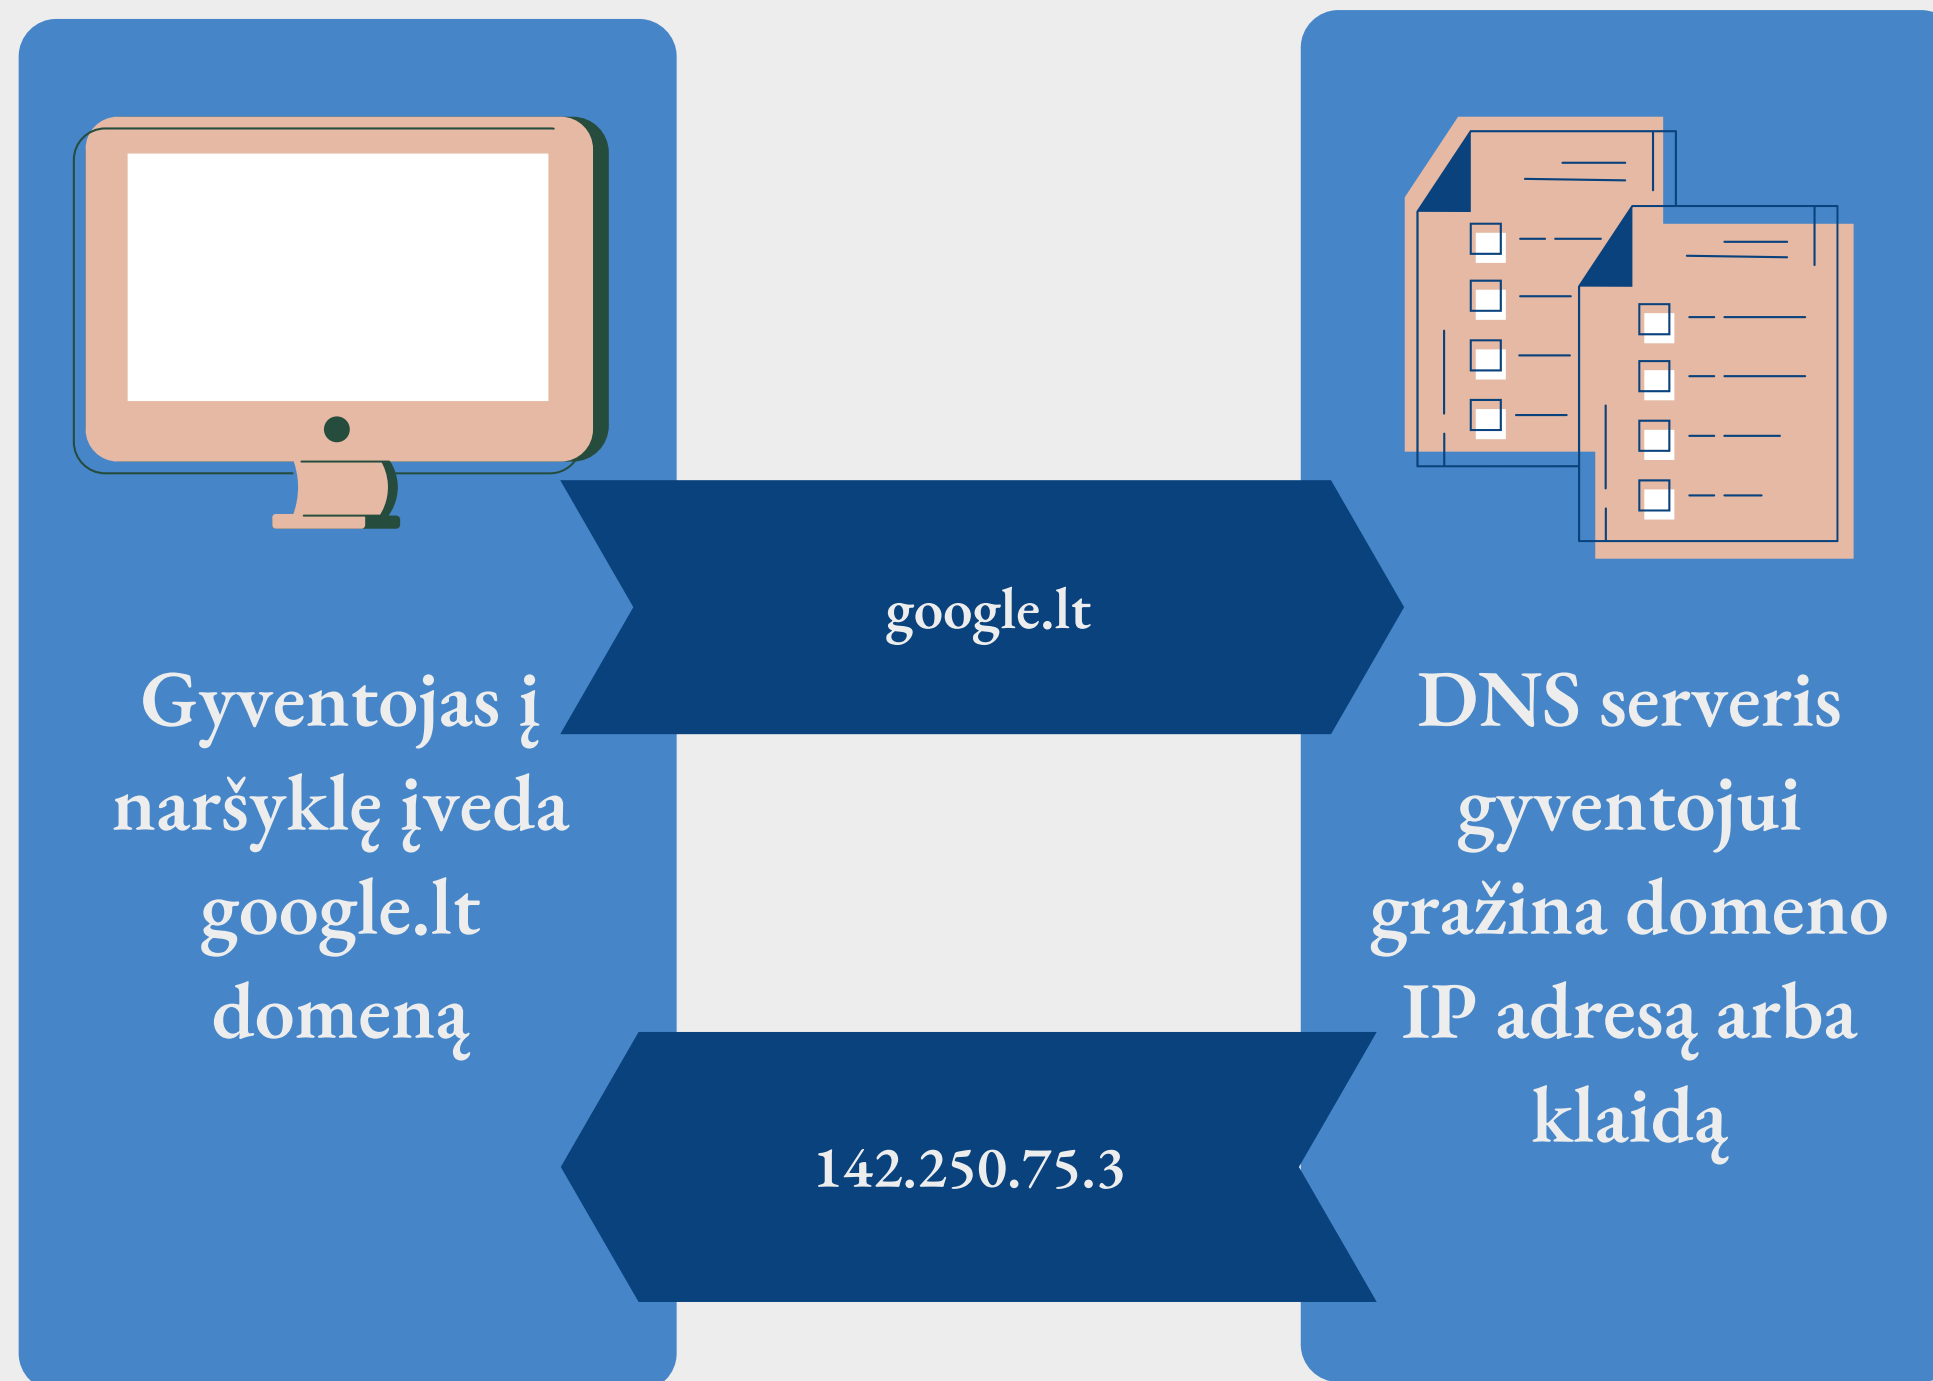 Gyventojas į
naršyklę įveda
google.lt
domeną
google.lt
142.250.75.3
DNS serveris
gyventojui
gražina domeno
IP adresą arba
klaidą